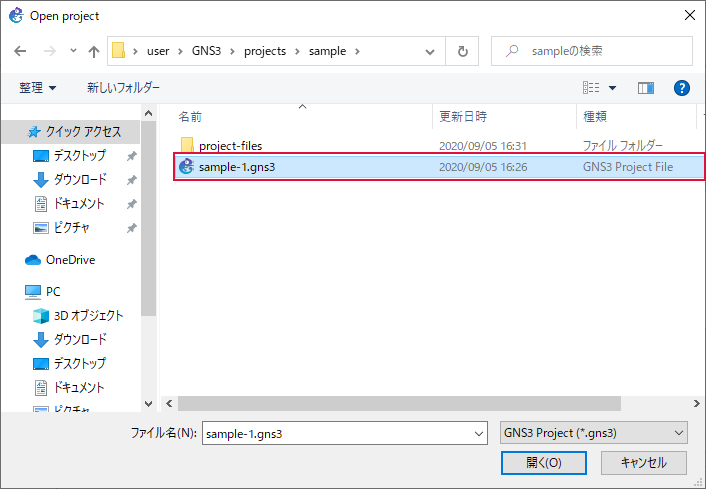 Open project
user > GNS3 > projects > sample >
sampleの検索
整理 新しいフォルダー
名前 更新日時 種類
クイック アクセス
デスクトップ
ダウンロード
ドキュメント
ピクチャ
OneDrive
PC
3D オブジェクト
ダウンロード
デスクトップ
ドキュメント
ピクチャ
project-files 2020/09/05 16:31 ファイル フォルダー
sample-1.gns3 2020/09/05 16:26 GNS3 Project File
ファイル名(N): sample-1.gns3 GNS3 Project (*.gns3)
開く(O) キャンセル